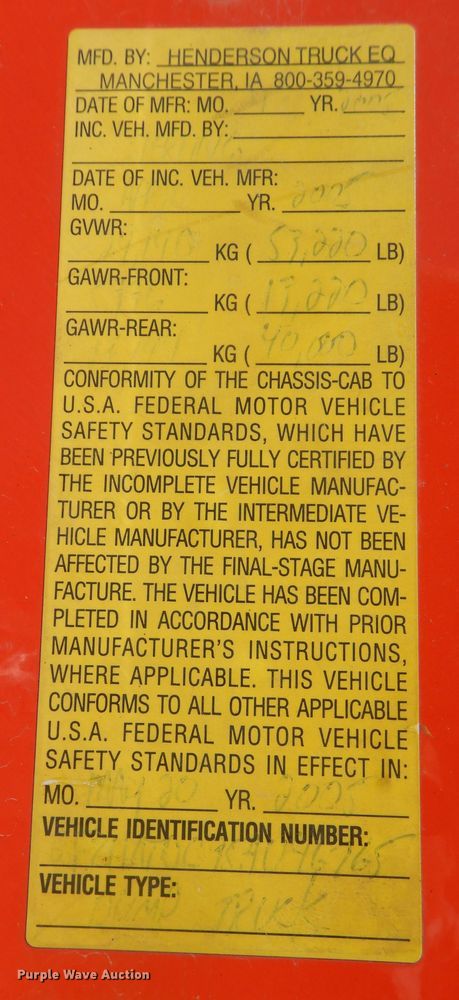 MFD. BY: HENDERSON TRUCK EQ
MANCHESTER, IA 800-359-4970
DATE OF MFR: MO. YR.
INC. VEH. MFD. BY:
DATE OF INC. VEH. MFR:
MO. YR. 2005
GVWR:
KG ( 57,220 LB)
GAWR-FRONT:
KG ( 17,220 LB)
GAWR-REAR:
KG ( 40,000 LB)
CONFORMITY OF THE CHASSIS-CAB TO
U.S.A. FEDERAL MOTOR VEHICLE
SAFETY STANDARDS, WHICH HAVE
BEEN PREVIOUSLY FULLY CERTIFIED BY
THE INCOMPLETE VEHICLE MANUFAC-
TURER OR BY THE INTERMEDIATE VE-
HICLE MANUFACTURER, HAS NOT BEEN
AFFECTED BY THE FINAL-STAGE MANU-
FACTURE. THE VEHICLE HAS BEEN COM-
PLETED IN ACCORDANCE WITH PRIOR
MANUFACTURER'S INSTRUCTIONS,
WHERE APPLICABLE. THIS VEHICLE
CONFORMS TO ALL OTHER APPLICABLE
U.S.A. FEDERAL MOTOR VEHICLE
SAFETY STANDARDS IN EFFECT IN:
MO. YR. 2005
VEHICLE IDENTIFICATION NUMBER:
VEHICLE TYPE:
Purple Wave Auction